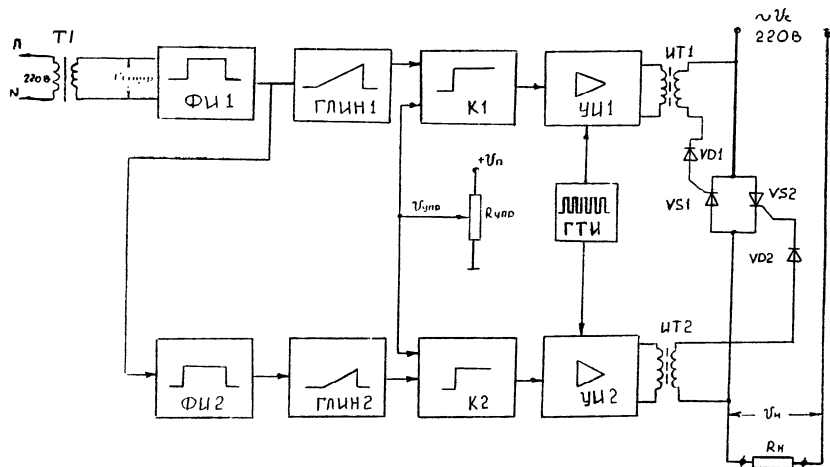 T1
Л
220В
N
ФИ1
ГЛИН1
К1
УИ1
ИТ1
~ Uс
220В
VD1
VS1
VS2
VD2
+Uп
Uупр
Rупр
ГТИ
ФИ2
ГЛИН2
К2
УИ2
ИТ2
Uн
Rн